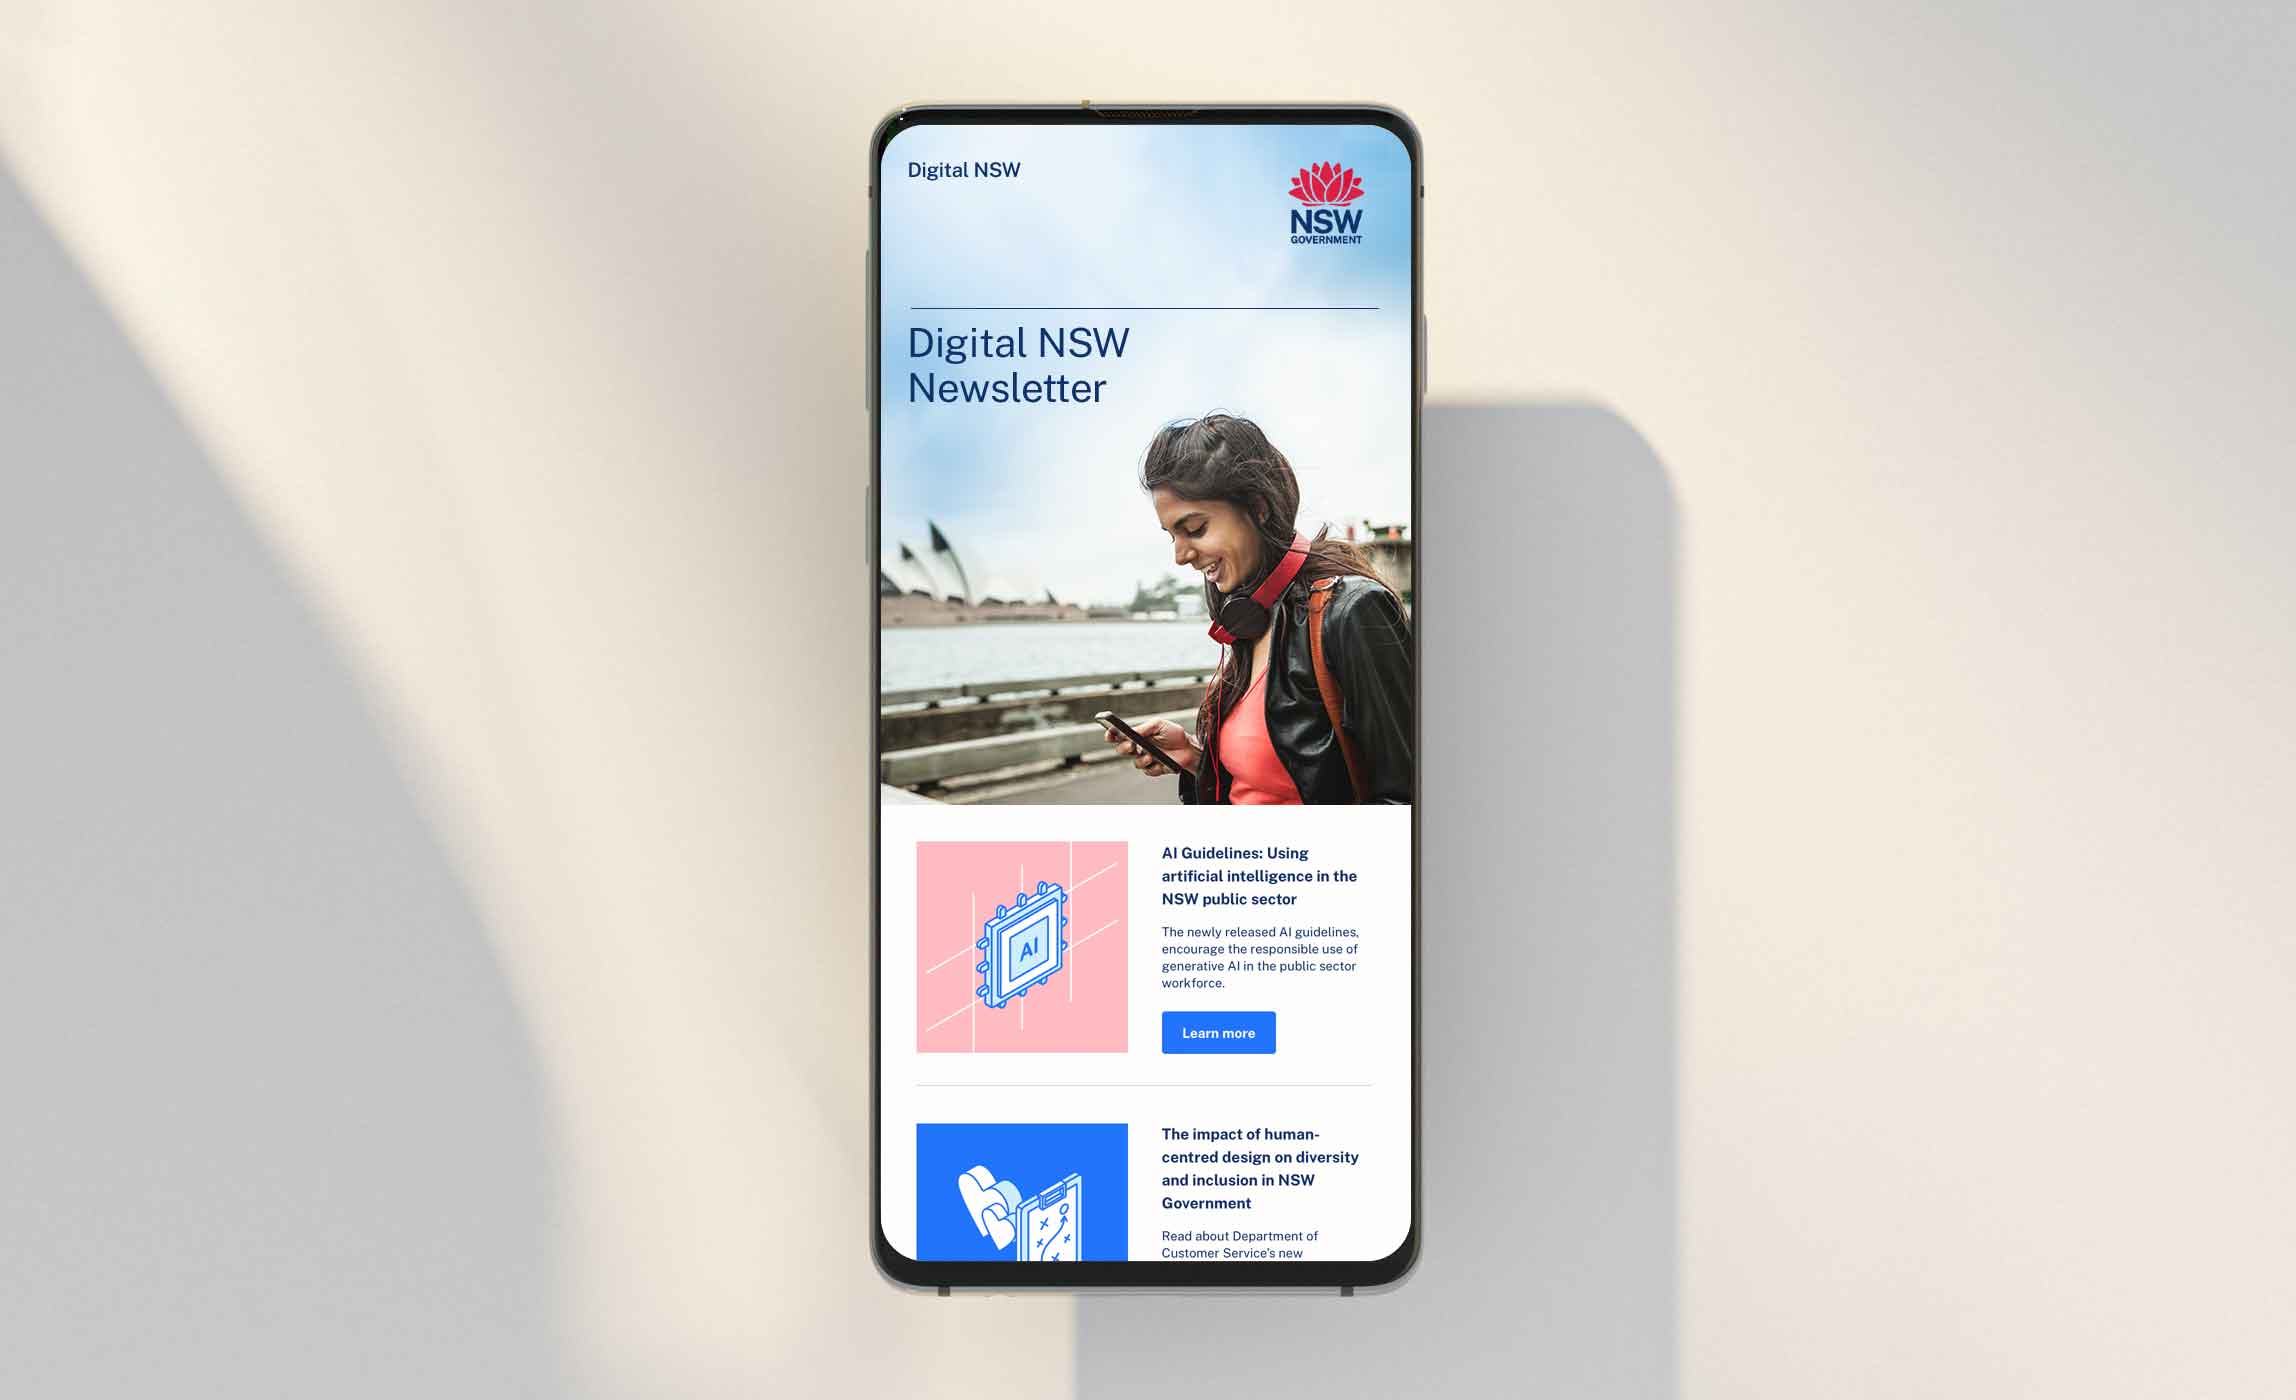 Digital NSW
NSW
GOVERNMENT
Digital NSW
Newsletter
AI Guidelines: Using
artificial intelligence in the
NSW public sector
The newly released AI guidelines,
encourage the responsible use of
generative AI in the public sector
workforce.
AI
Learn more
The impact of human-
centred design on diversity
and inclusion in NSW
Government
Read about Department of
Customer Service's new